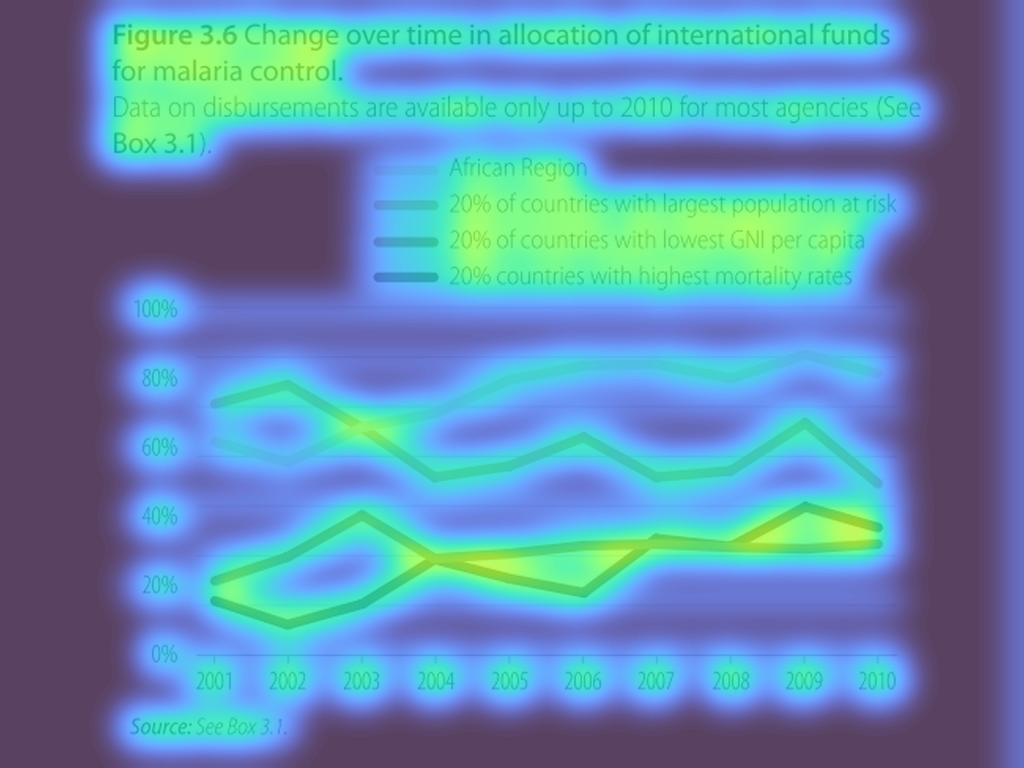 Figure 3.6 Change over time in allocation of international funds
for malaria control.
Data on disbursements are available only up to 2010 for most agencies (See
Box 3.1).
African Region
20% of countries with largest population at risk
20% of countries with lowest GNI per capita
20% countries with highest mortality rates
100%
80%
60%
40%
20%
0%
2001 2002 2003 2004 2005 2006 2007 2008 2009 2010
Source: See Box 3.1.